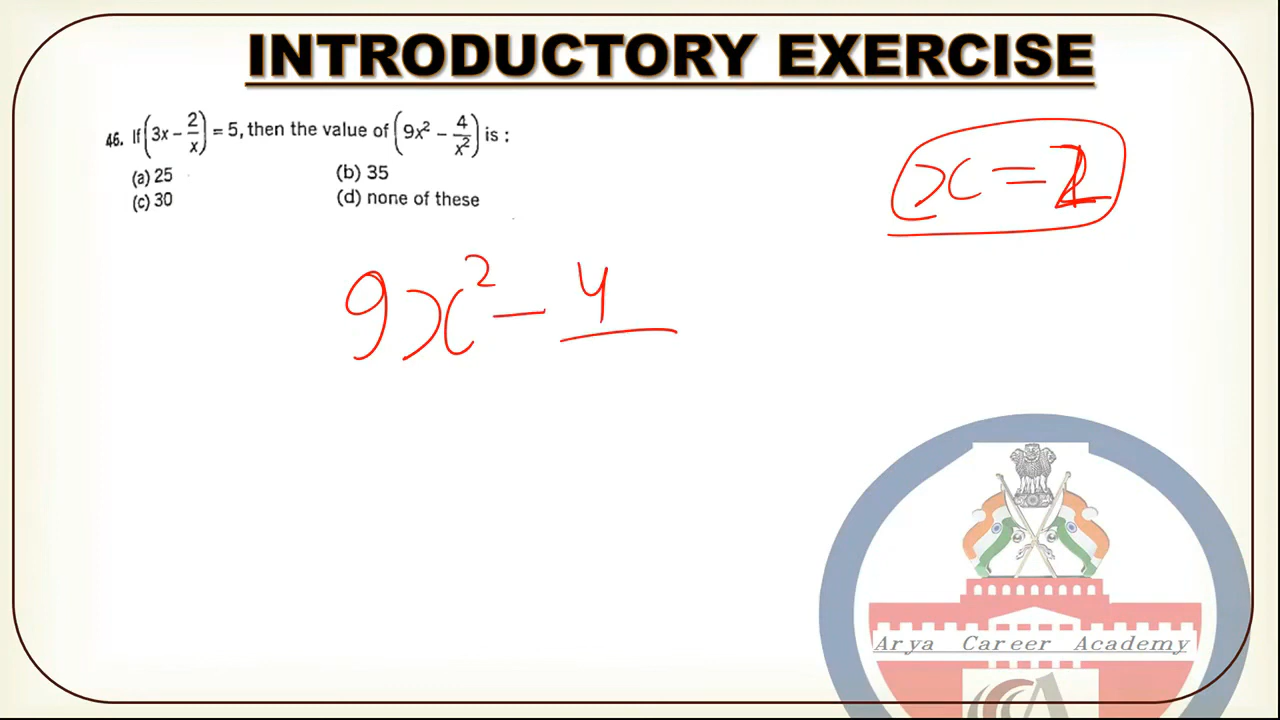 INTRODUCTORY EXERCISE
46. If (3x − 2/x) = 5, then the value of (9x² − 4/x²) is :
(a) 25 (b) 35
(c) 30 (d) none of these
x =
9x² − 4
Arya Career Academy